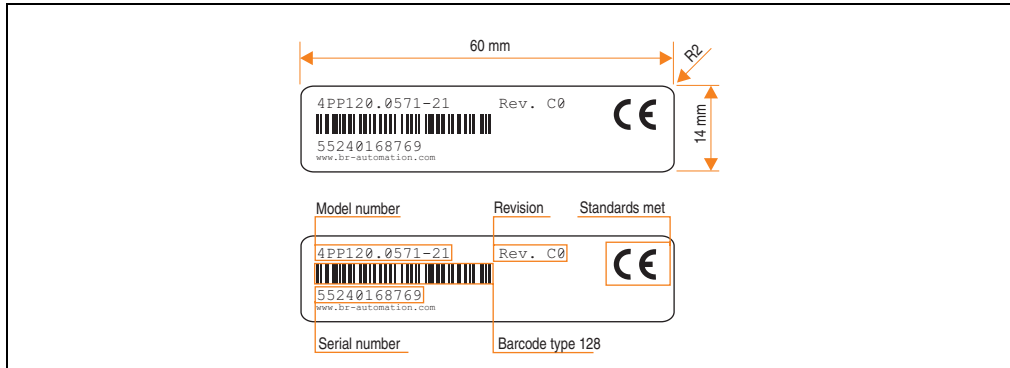 60 mm
R2
4PP120.0571-21 Rev. C0
CE
14 mm
55240168769
www.br-automation.com
Model number Revision Standards met
4PP120.0571-21 Rev. C0
CE
55240168769
www.br-automation.com
Serial number Barcode type 128